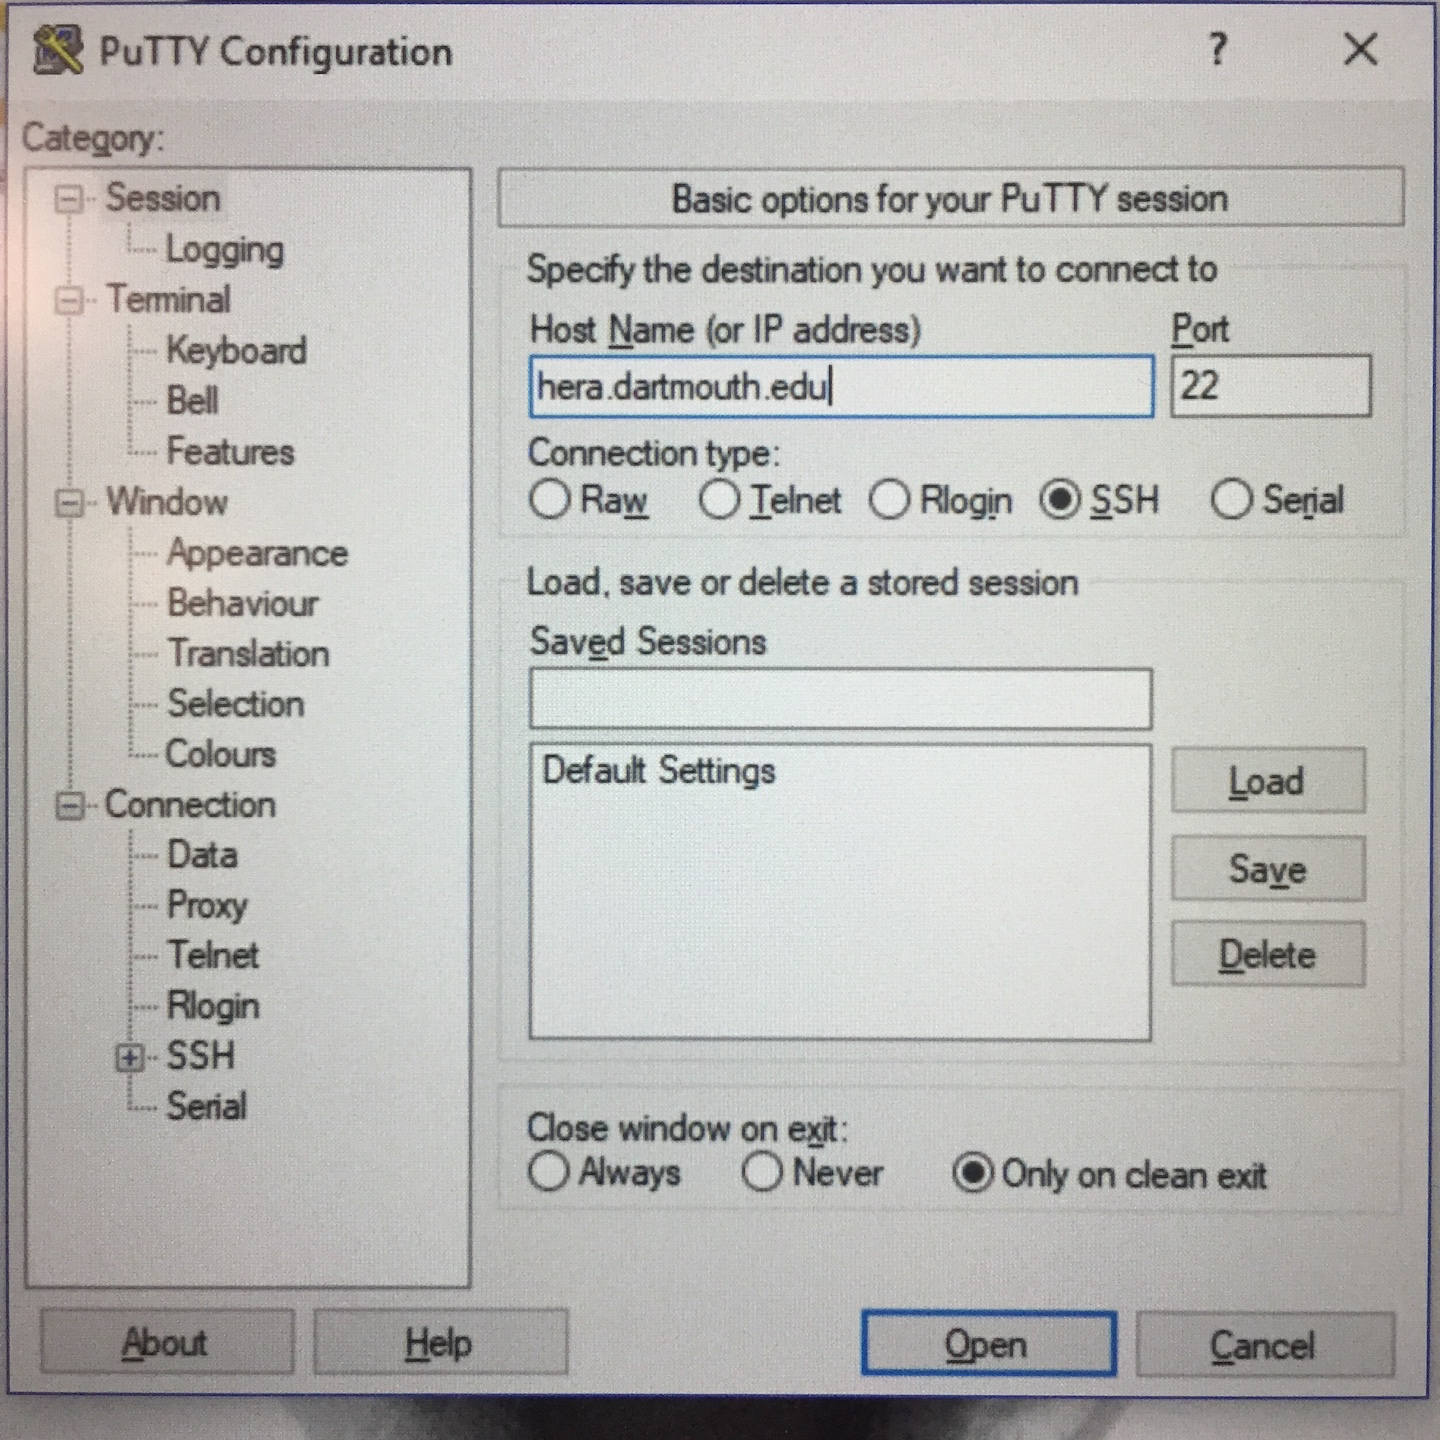 PuTTY Configuration
?
Category:
Session
Logging
Terminal
Keyboard
Bell
Features
Window
Appearance
Behaviour
Translation
Selection
Colours
Connection
Data
Proxy
Telnet
Rlogin
SSH
Serial
Basic options for your PuTTY session
Specify the destination you want to connect to
Host Name (or IP address) Port
hera.dartmouth.edu 22
Connection type:
Raw Telnet Rlogin SSH Serial
Load, save or delete a stored session
Saved Sessions
Default Settings
Load
Save
Delete
Close window on exit:
Always Never Only on clean exit
About Help Open Cancel